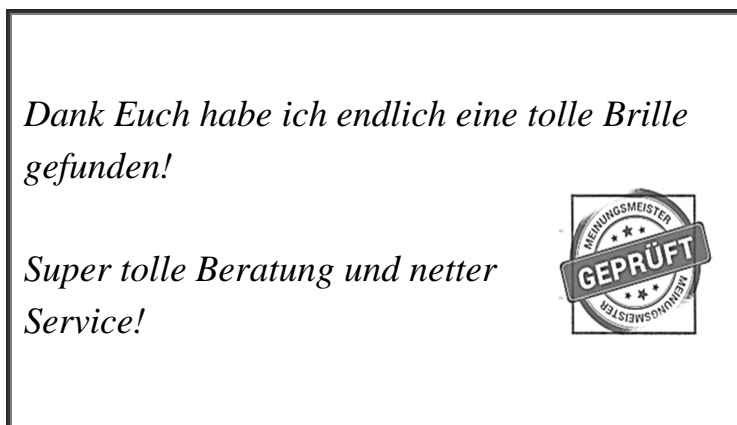 Dank Euch habe ich endlich eine tolle Brille
gefunden!
Super tolle Beratung und netter
Service!
MEINUNGSMEISTER
GEPRÜFT
MEINUNGSMEISTER